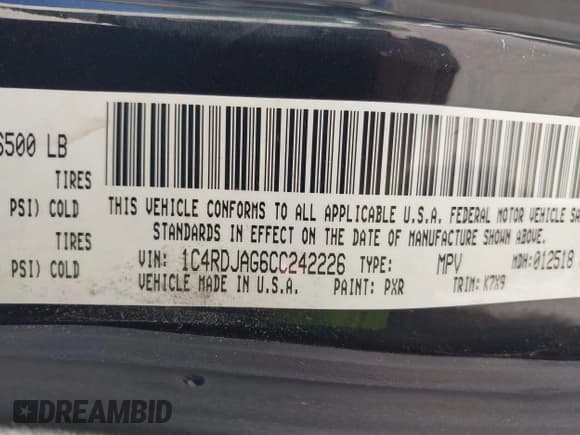 6500 LB
TIRES
PSI) COLD
TIRES
PSI) COLD
THIS VEHICLE CONFORMS TO ALL APPLICABLE U.S.A. FEDERAL MOTOR VEHICLE SA
STANDARDS IN EFFECT ON THE DATE OF MANUFACTURE SHOWN ABOVE.
VIN: 1C4RDJAG6CC242226 TYPE: MPV MDH: 012518
VEHICLE MADE IN U.S.A. PAINT: PXR TRIM: K7X9
DREAMBID